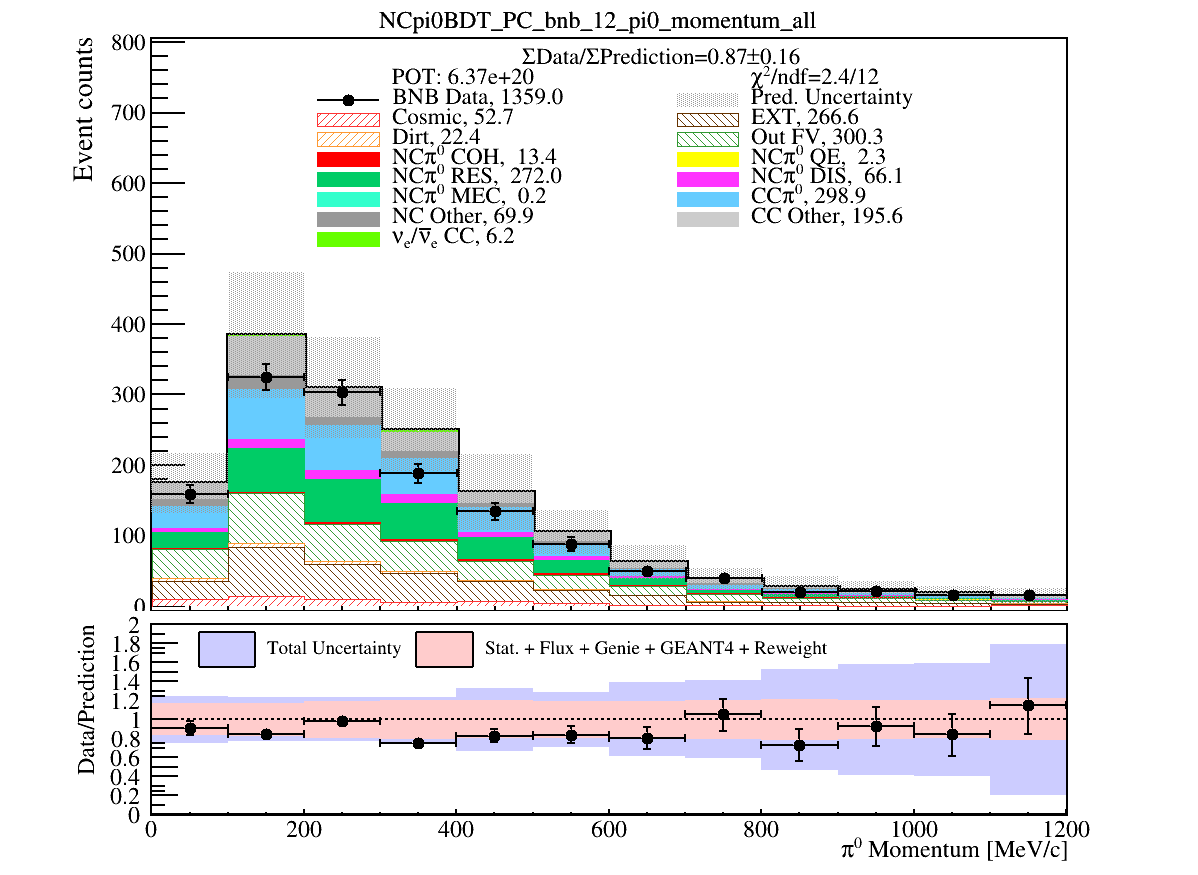 NCpi0BDT_PC_bnb_12_pi0_momentum_all
ΣData/ΣPrediction=0.87±0.16
POT: 6.37e+20
χ²/ndf=2.4/12
BNB Data, 1359.0
Pred. Uncertainty
Cosmic, 52.7
EXT, 266.6
Dirt, 22.4
Out FV, 300.3
NCπ⁰ COH, 13.4
NCπ⁰ QE, 2.3
NCπ⁰ RES, 272.0
NCπ⁰ DIS, 66.1
NCπ⁰ MEC, 0.2
CCπ⁰, 298.9
NC Other, 69.9
CC Other, 195.6
νₑ/ν̅ₑ CC, 6.2
Event counts
800
700
600
500
400
300
200
100
0
Total Uncertainty
Stat. + Flux + Genie + GEANT4 + Reweight
Data/Prediction
2
1.8
1.6
1.4
1.2
1
0.8
0.6
0.4
0.2
0
0 200 400 600 800 1000 1200
π⁰ Momentum [MeV/c]